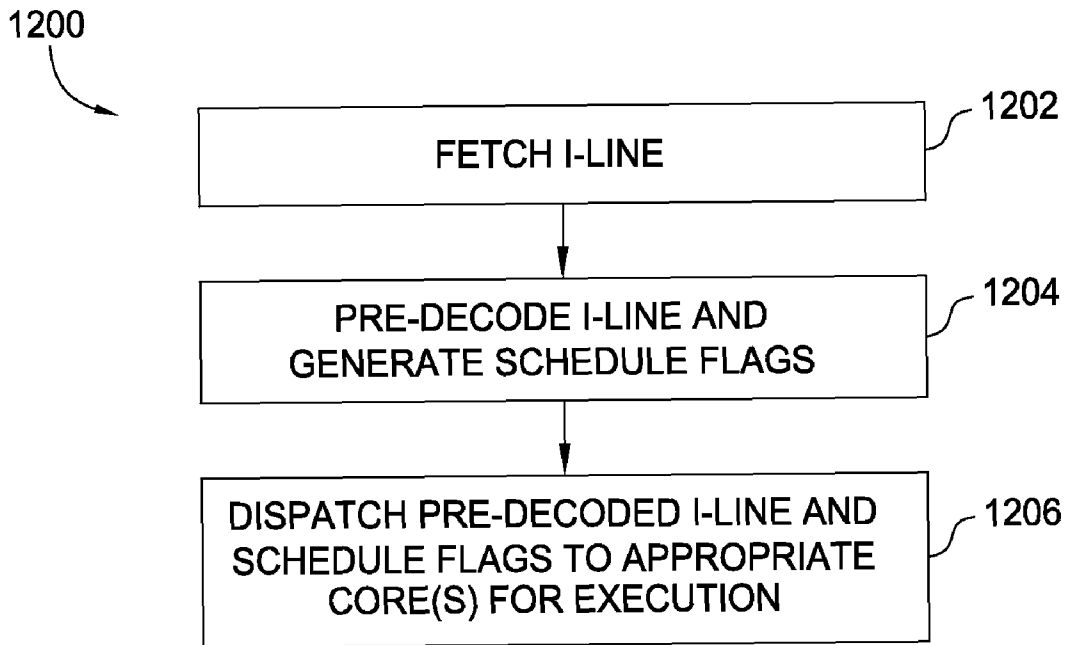 1200
1202
FETCH I-LINE
1204
PRE-DECODE I-LINE AND
GENERATE SCHEDULE FLAGS
1206
DISPATCH PRE-DECODED I-LINE AND
SCHEDULE FLAGS TO APPROPRIATE
CORE(S) FOR EXECUTION